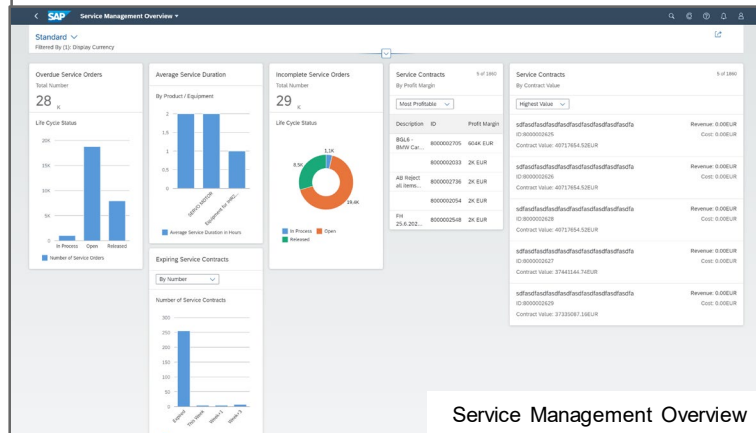 SAP Service Management Overview
Standard
Filtered By (1): Display Currency
Overdue Service Orders
Total Number
28 K
Life Cycle Status
20K
15K
10K
5K
0
In Process Open Released
Number of Service Orders
Average Service Duration
By Product / Equipment
2
1.5
1
0.5
0
SERVO MOTOR
Average Service Duration in Hours
Expiring Service Contracts
By Number
Number of Service Contracts
300
250
200
150
100
50
0
Expired This Week Week+1
Incomplete Service Orders
Total Number
29 K
Life Cycle Status
1.1K
8.5K
19.4K
In Process Open
Released
Service Contracts 5 of 1860
By Profit Margin
Most Profitable
Description ID Profit Margin
BGL6 -
BMW Car... 8000002705 604K EUR
8000002033 2K EUR
AB Reject
all items... 8000002736 2K EUR
8000002054 2K EUR
FH
25.6.202... 8000002548 2K EUR
Service Contracts 5 of 1860
By Contract Value
Highest Value
sdfasdfasdfasdfasdfasdfasdfasdfasdfa Revenue: 0.00EUR
ID:8000002625 Cost: 0.00EUR
Contract Value: 40717654.52EUR
sdfasdfasdfasdfasdfasdfasdfasdfasdfa Revenue: 0.00EUR
ID:8000002626 Cost: 0.00EUR
Contract Value: 40717654.52EUR
sdfasdfasdfasdfasdfasdfasdfasdfasdfa Revenue: 0.00EUR
ID:8000002628 Cost: 0.00EUR
Contract Value: 40717654.52EUR
sdfasdfasdfasdfasdfasdfasdfasdfasdfa Revenue: 0.00EUR
ID:8000002627 Cost: 0.00EUR
Contract Value: 37441144.74EUR
sdfasdfasdfasdfasdfasdfasdfasdfasdfa Revenue: 0.00EUR
ID:8000002629 Cost: 0.00EUR
Contract Value: 37335087.16EUR
Service Management Overview